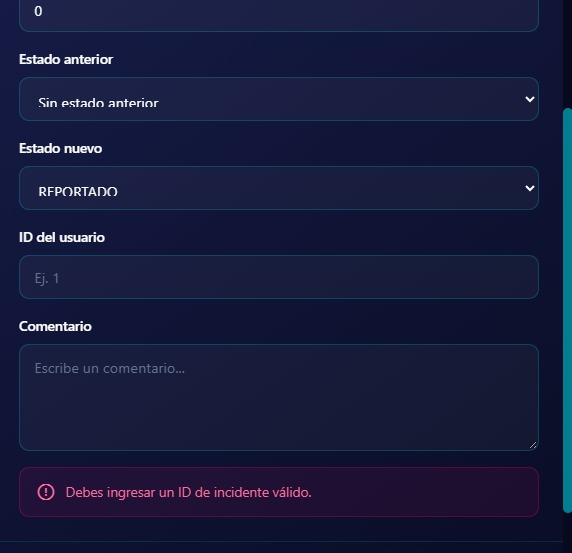 0
Estado anterior
Sin estado anterior
Estado nuevo
REPORTADO
ID del usuario
Ej. 1
Comentario
Escribe un comentario...
Debes ingresar un ID de incidente válido.